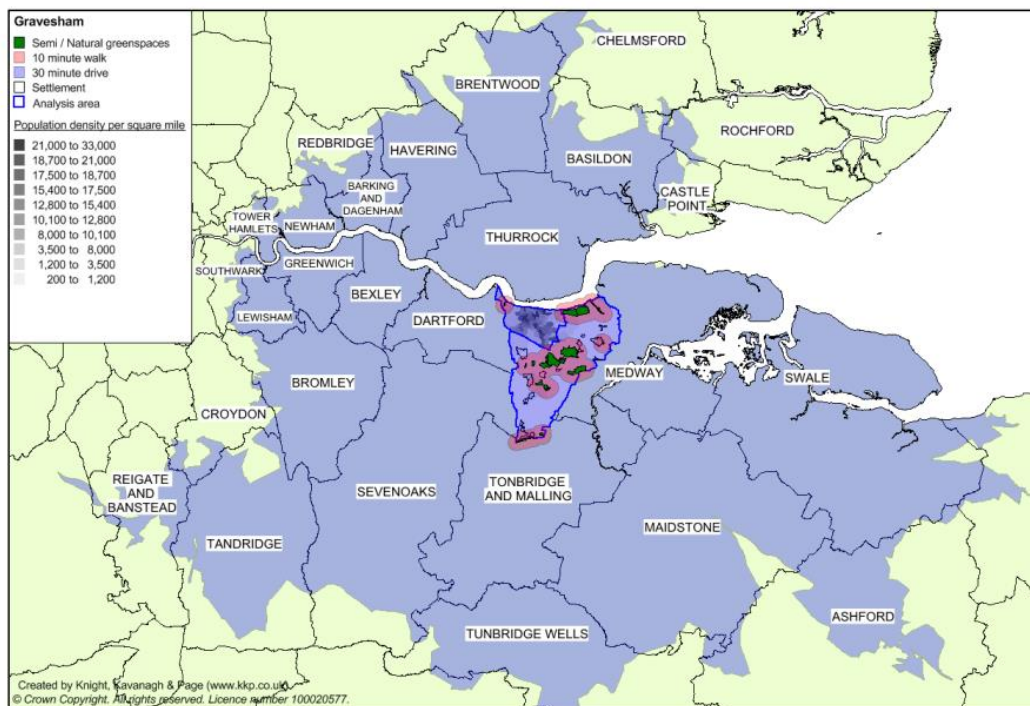 Gravesham
Semi / Natural greenspaces
10 minute walk
30 minute drive
Settlement
Analysis area
Population density per square mile
21,000 to 33,000
18,700 to 21,000
17,500 to 18,700
15,400 to 17,500
12,800 to 15,400
10,100 to 12,800
8,000 to 10,100
3,500 to 8,000
1,200 to 3,500
200 to 1,200
CHELMSFORD
BRENTWOOD
ROCHFORD
REDBRIDGE
HAVERING
BASILDON
BARKING
AND
DAGENHAM
CASTLE
POINT
TOWER
HAMLETS
NEWHAM
THURROCK
SOUTHWARK
GREENWICH
BEXLEY
LEWISHAM
DARTFORD
MEDWAY
SWALE
BROMLEY
CROYDON
REIGATE
AND
BANSTEAD
SEVENOAKS
TONBRIDGE
AND MALLING
MAIDSTONE
TANDRIDGE
ASHFORD
TUNBRIDGE WELLS
Created by Knight, Kavanagh & Page (www.kkp.co.uk).
© Crown Copyright. All rights reserved. Licence number 100020577.